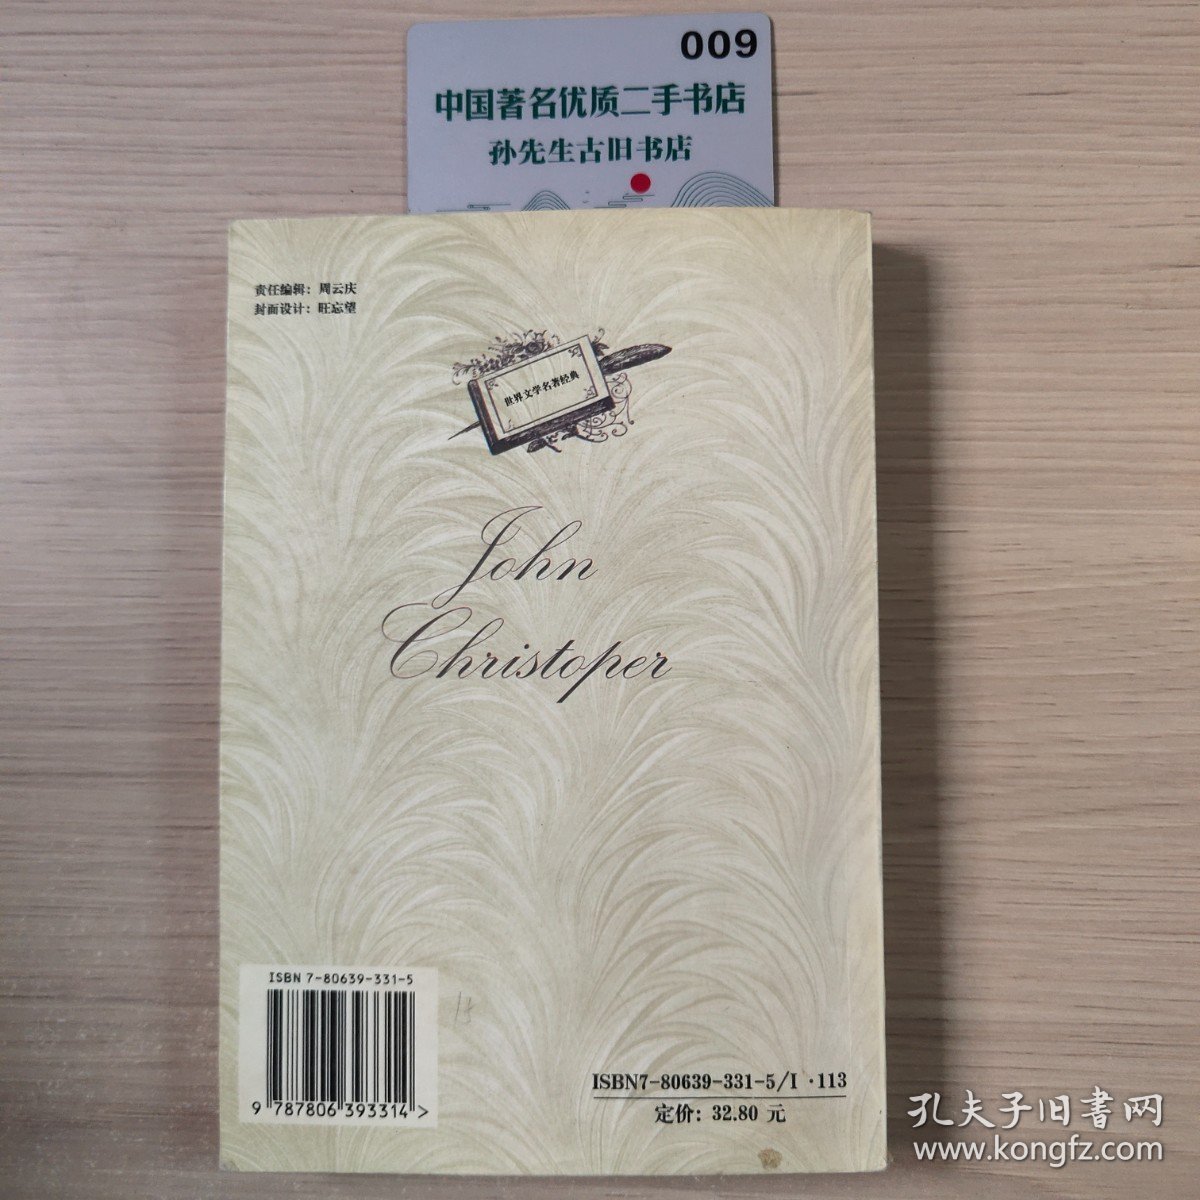 009
中国著名优质二手书店
孙先生古旧书店
责任编辑：周云庆
封面设计：旺忘望
世界文学名著经典
John
Christoper
ISBN 7-80639-331-5
9 787806 393314 >
13
ISBN7-80639-331-5/I·113
定价：32.80 元
孔夫子旧書网
www.kongfz.com